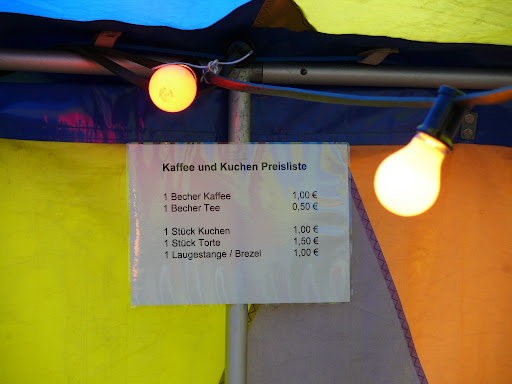 Kaffee und Kuchen Preisliste
1 Becher Kaffee 1,00 €
1 Becher Tee 0,50 €
1 Stück Kuchen 1,00 €
1 Stück Torte 1,50 €
1 Laugestange / Brezel 1,00 €